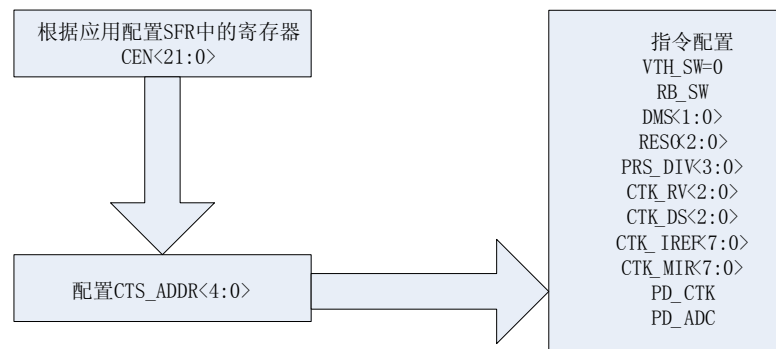 根据应用配置SFR中的寄存器
CEN<21:0>
配置CTS_ADDR<4:0>
指令配置
VTH_SW=0
RB_SW
DMS<1:0>
RESO<2:0>
PRS_DIV<3:0>
CTK_RV<2:0>
CTK_DS<2:0>
CTK_IREF<7:0>
CTK_MIR<7:0>
PD_CTK
PD_ADC